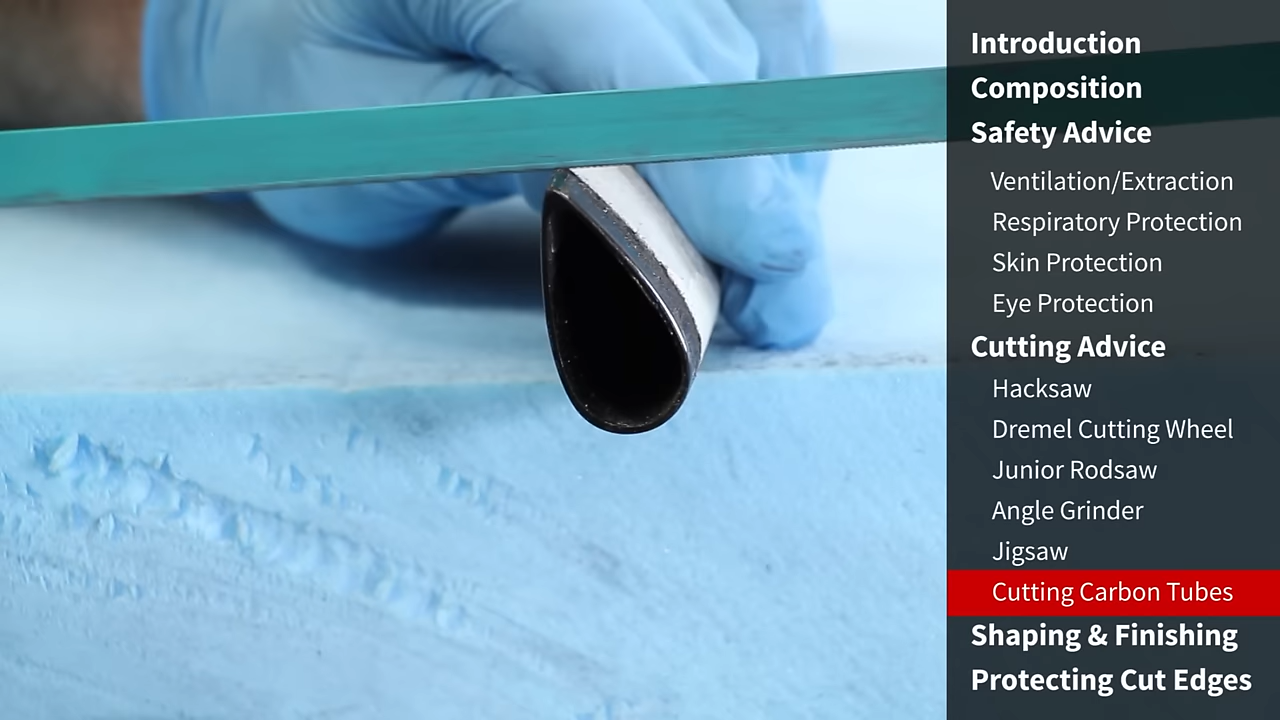 Introduction
Composition
Safety Advice
Ventilation/Extraction
Respiratory Protection
Skin Protection
Eye Protection
Cutting Advice
Hacksaw
Dremel Cutting Wheel
Junior Rodsaw
Angle Grinder
Jigsaw
Cutting Carbon Tubes
Shaping & Finishing
Protecting Cut Edges